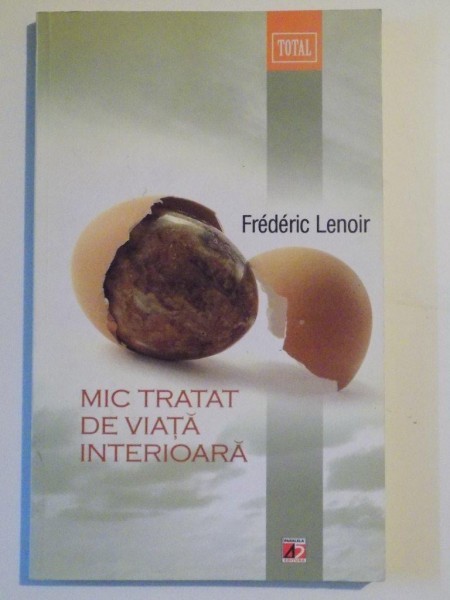 TOTAL
Frédéric Lenoir
MIC TRATAT
DE VIAȚĂ
INTERIOARĂ